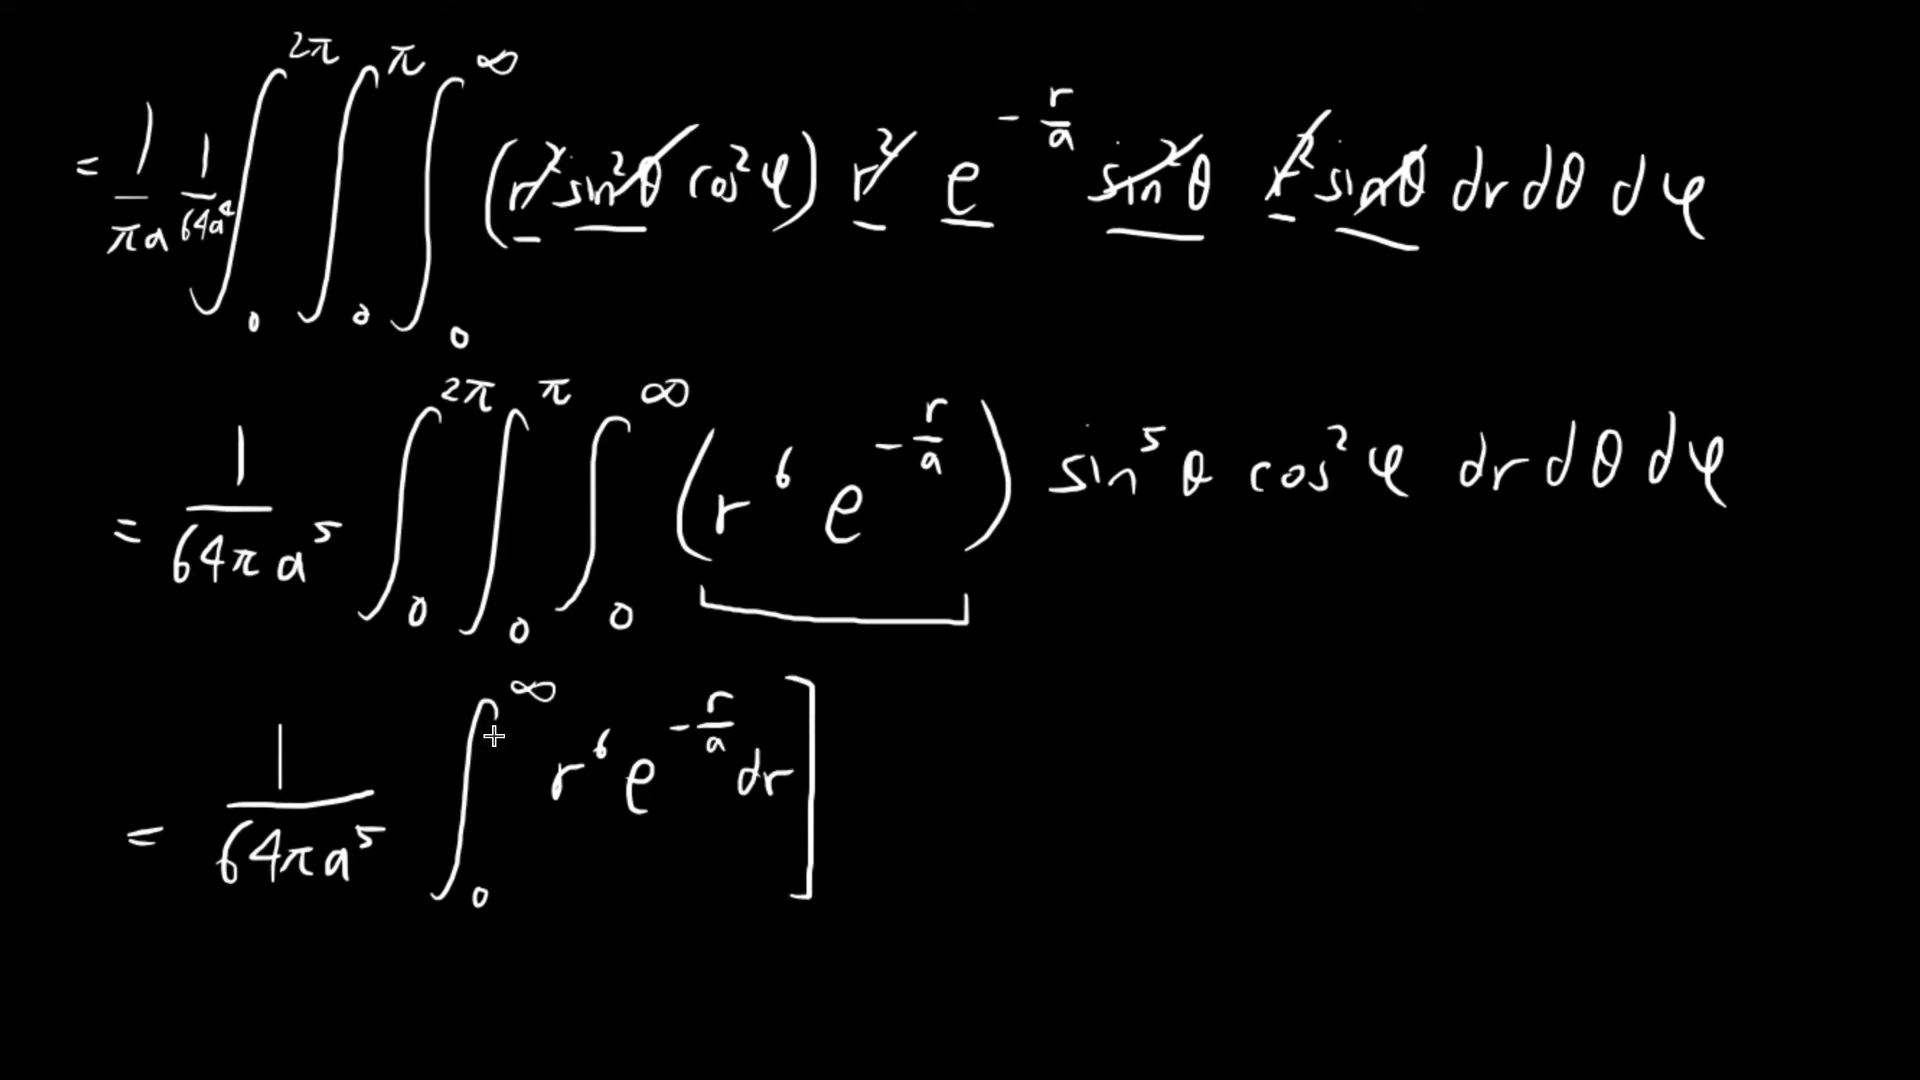 = 1/(πa) 1/(64a⁴) ∫₀^{2π} ∫₀^{π} ∫₀^{∞} (r² sin²θ cos²φ) r² e^{-r/a} sin²θ r² sinθ dr dθ dφ
= 1/(64πa⁵) ∫₀^{2π} ∫₀^{π} ∫₀^{∞} (r⁶ e^{-r/a}) sin⁵θ cos²φ dr dθ dφ
= 1/(64πa⁵) ∫₀^{∞} r⁶ e^{-r/a} dr]